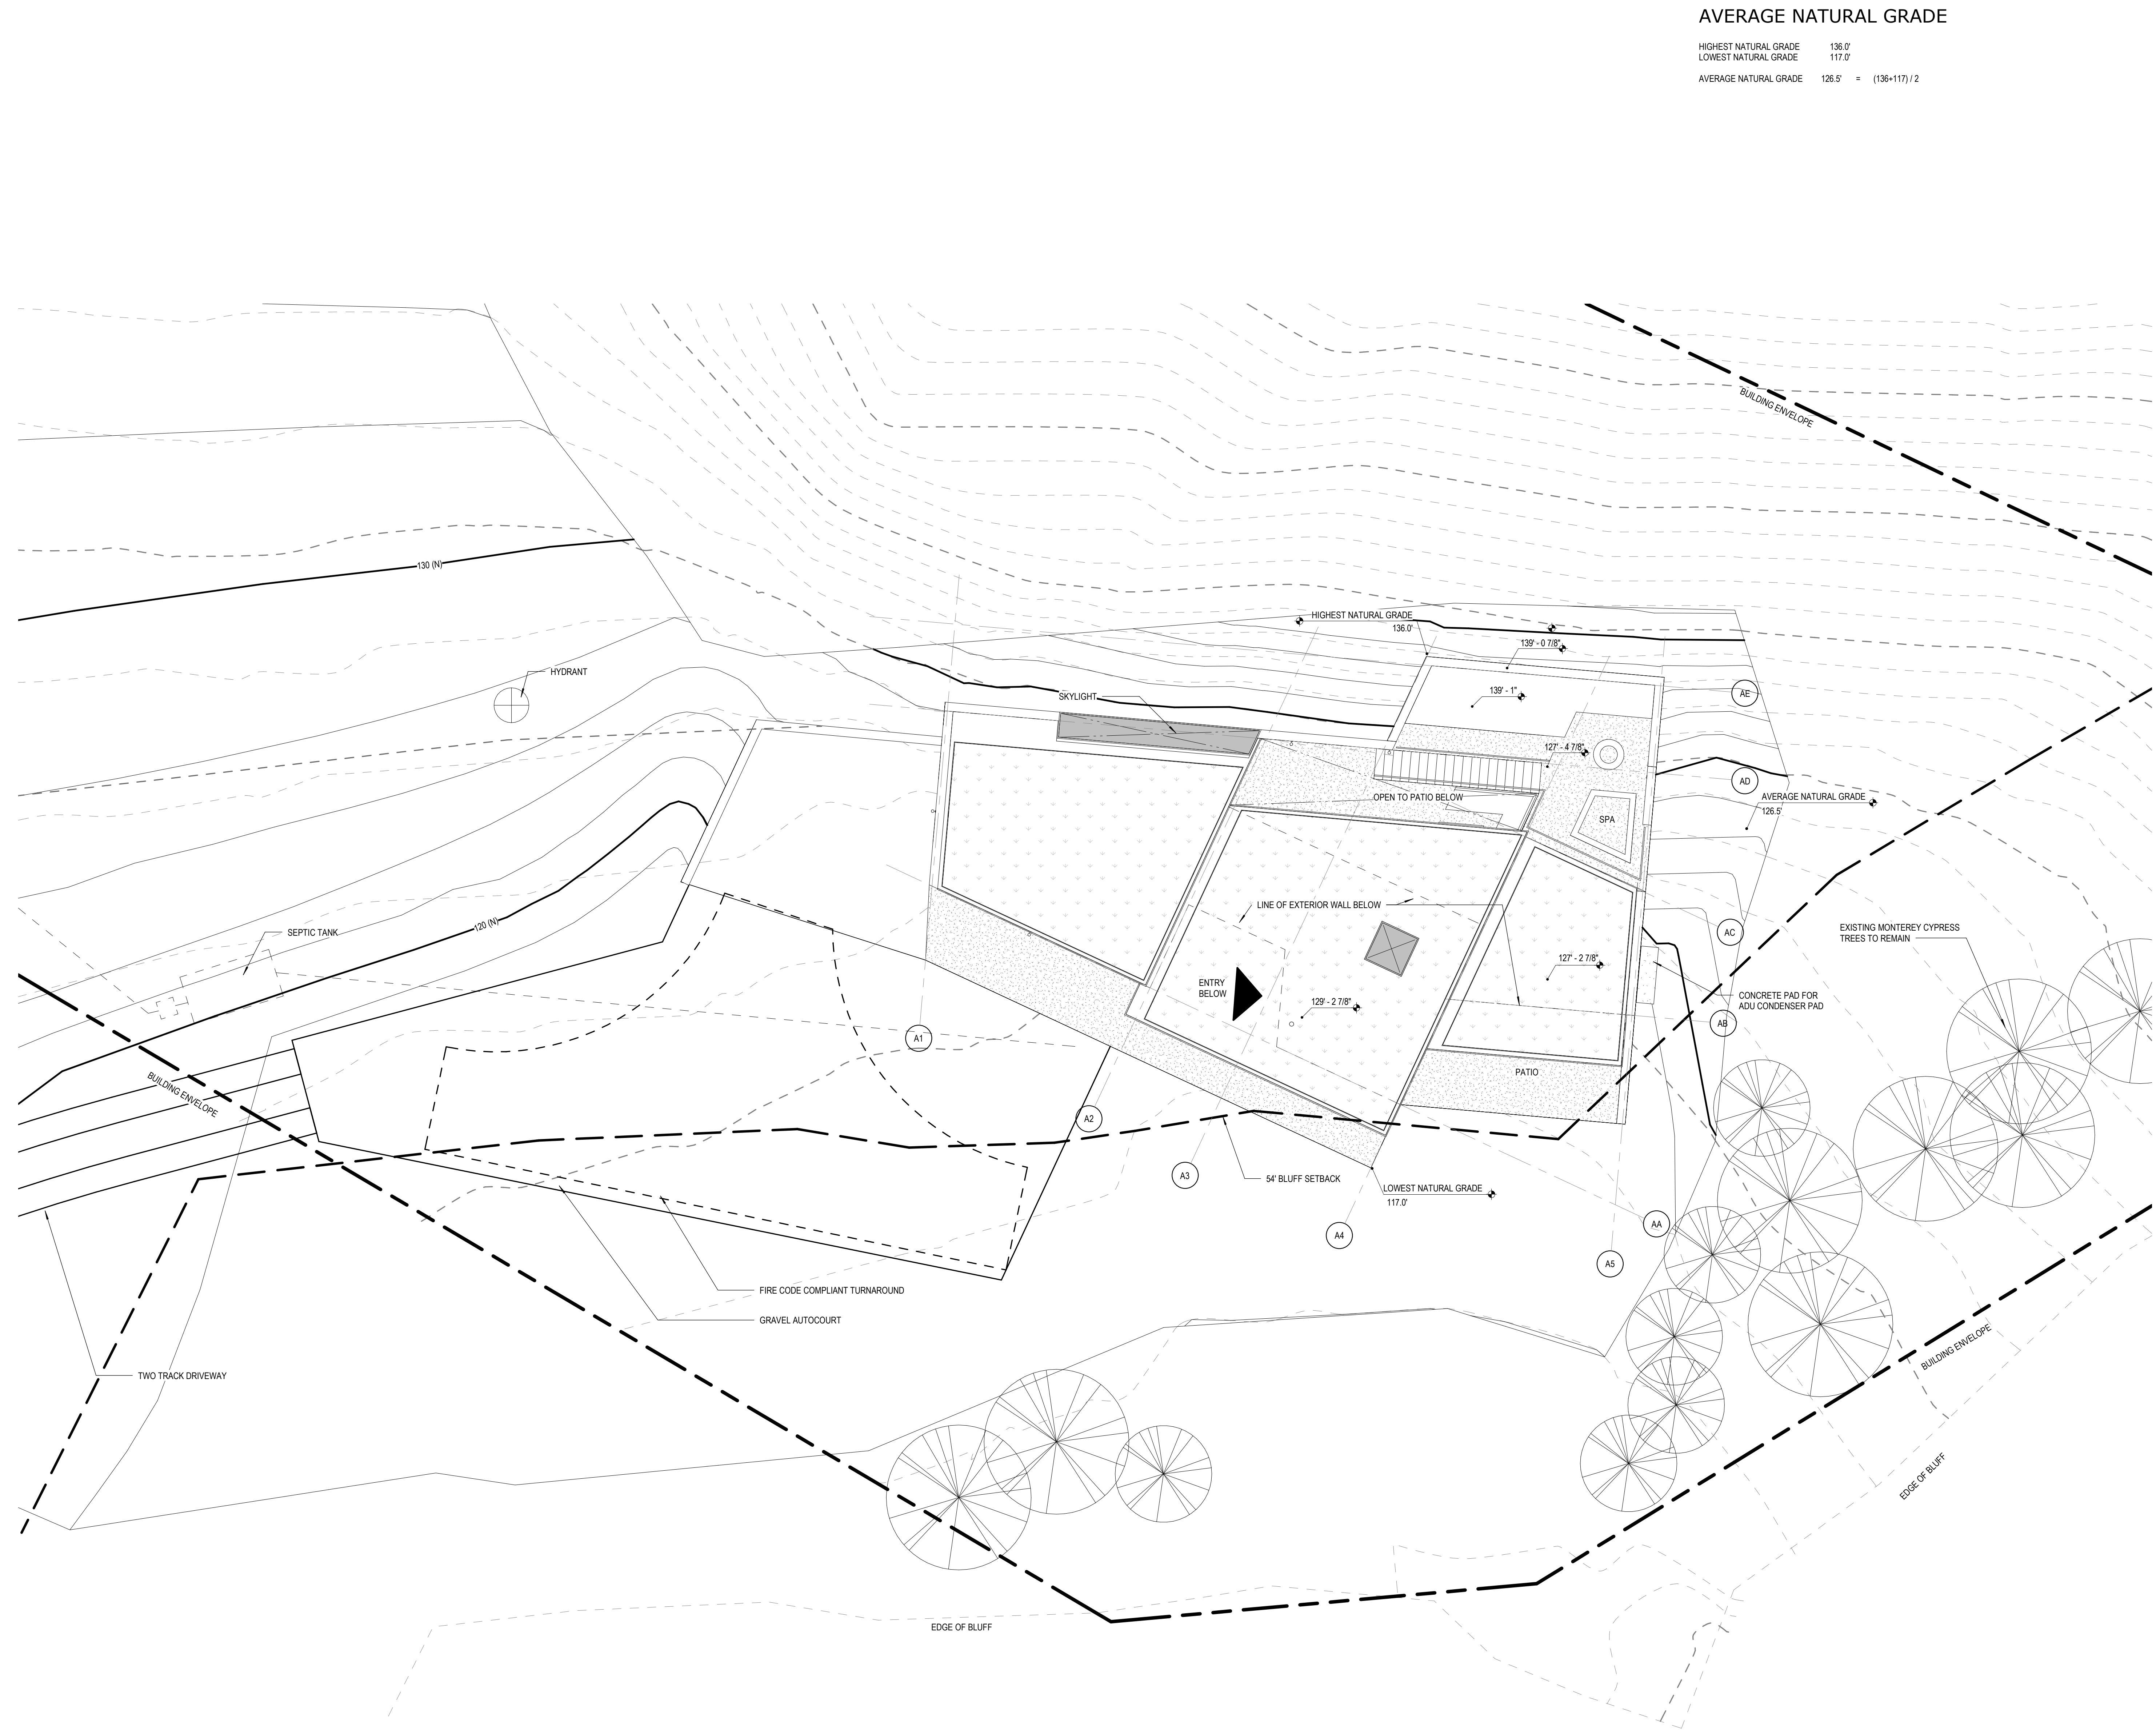 AVERAGE NATURAL GRADE
HIGHEST NATURAL GRADE 136.0'
LOWEST NATURAL GRADE 117.0'
AVERAGE NATURAL GRADE 126.5' = (136+117) / 2
BUILDING ENVELOPE
130 (N)
HIGHEST NATURAL GRADE
136.0'
139' - 0 7/8"
HYDRANT
SKYLIGHT
139' - 1"
AE
127' - 4 7/8"
AD
OPEN TO PATIO BELOW
AVERAGE NATURAL GRADE
126.5'
SPA
LINE OF EXTERIOR WALL BELOW
120 (N)
SEPTIC TANK
AC
EXISTING MONTEREY CYPRESS
TREES TO REMAIN
127' - 2 7/8"
ENTRY
BELOW
129' - 2 7/8"
CONCRETE PAD FOR
ADU CONDENSER PAD
AB
A1
PATIO
BUILDING ENVELOPE
A2
A3
54' BLUFF SETBACK
LOWEST NATURAL GRADE
117.0'
AA
A4
A5
FIRE CODE COMPLIANT TURNAROUND
GRAVEL AUTOCOURT
BUILDING ENVELOPE
TWO TRACK DRIVEWAY
EDGE OF BLUFF
EDGE OF BLUFF